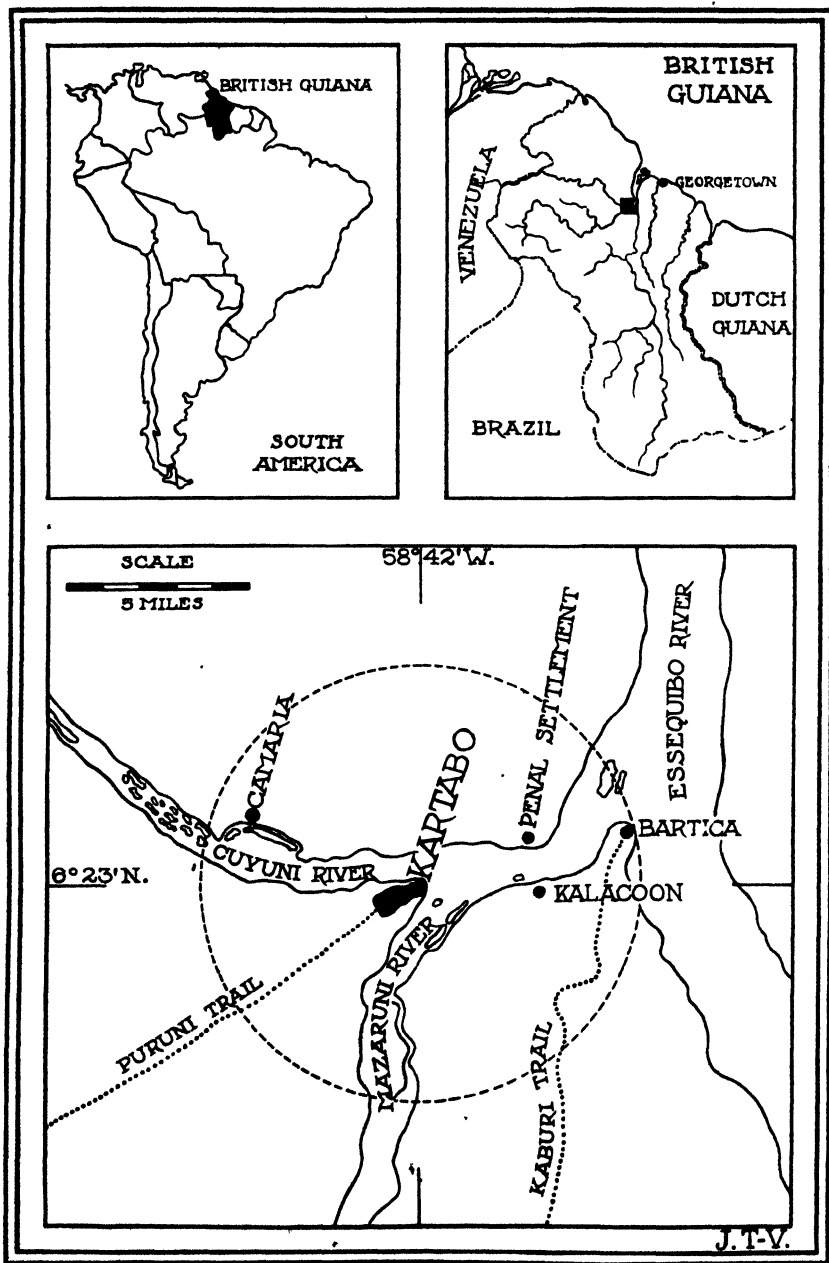 BRITISH GUIANA
SOUTH
AMERICA
BRITISH
GUIANA
GEORGETOWN
VENEZUELA
DUTCH
GUIANA
BRAZIL
SCALE
5 MILES
58°42'W.
PENAL SETTLEMENT
ESSEQUIBO RIVER
CAMARIA
KARTABO
BARTICA
CUYUNI RIVER
6°23'N.
KALACOON
MAZARUNI RIVER
PURUNI TRAIL
KABURI TRAIL
J.T-V.